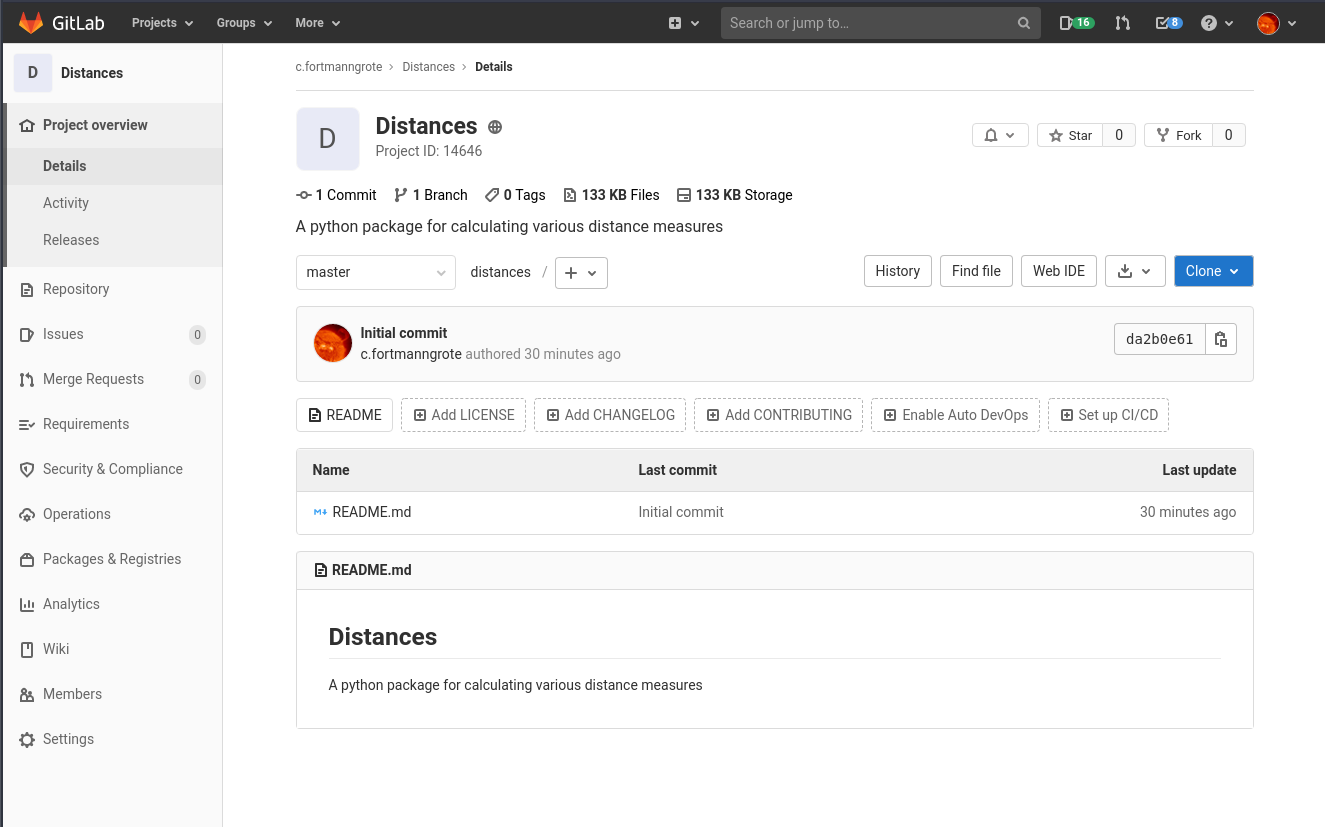 GitLab Projects Groups More Search or jump to... 16 8
D Distances
Project overview
Details
Activity
Releases
Repository
Issues 0
Merge Requests 0
Requirements
Security & Compliance
Operations
Packages & Registries
Analytics
Wiki
Members
Settings
c.fortmanngrote > Distances > Details
D
Distances
Project ID: 14646
Star 0 Fork 0
1 Commit 1 Branch 0 Tags 133 KB Files 133 KB Storage
A python package for calculating various distance measures
master distances / + History Find file Web IDE Clone
Initial commit
c.fortmanngrote authored 30 minutes ago
da2b0e61
README Add LICENSE Add CHANGELOG Add CONTRIBUTING Enable Auto DevOps Set up CI/CD
Name Last commit Last update
README.md Initial commit 30 minutes ago
README.md
Distances
A python package for calculating various distance measures